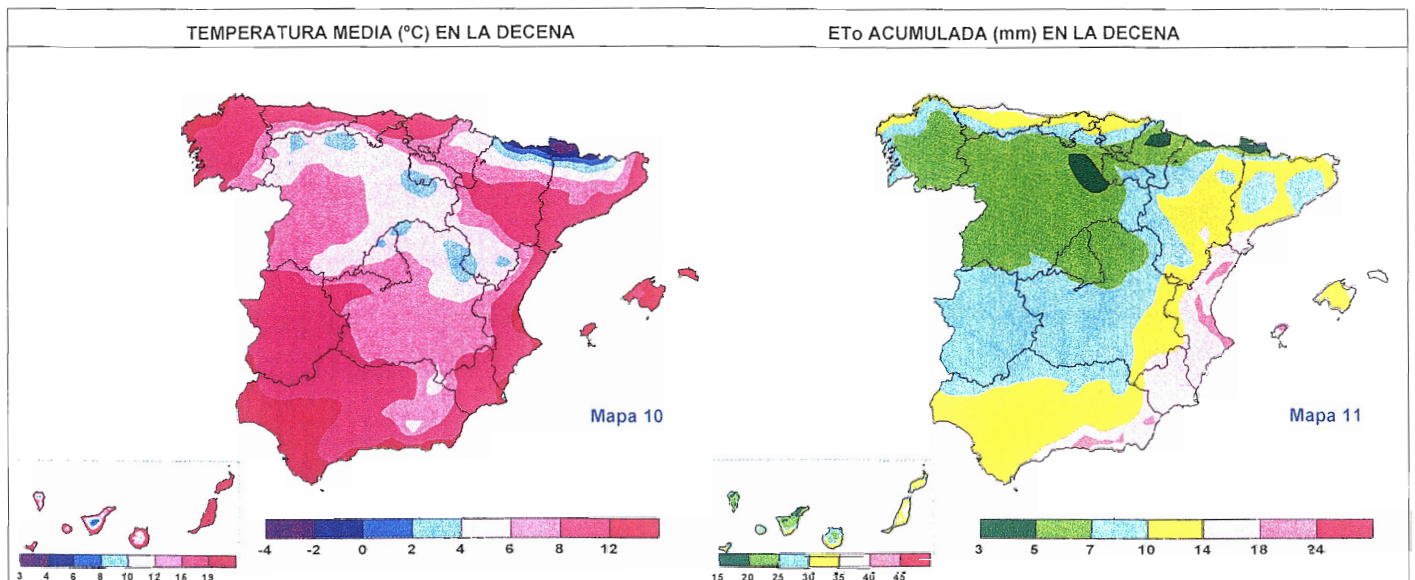 TEMPERATURA MEDIA (ºC) EN LA DECENA
ETo ACUMULADA (mm) EN LA DECENA
Mapa 10
Mapa 11
-4 -2 0 2 4 6 8 12
3 4 6 8 10 12 16 19
3 5 7 10 14 18 24
15 20 25 30 35 40 45